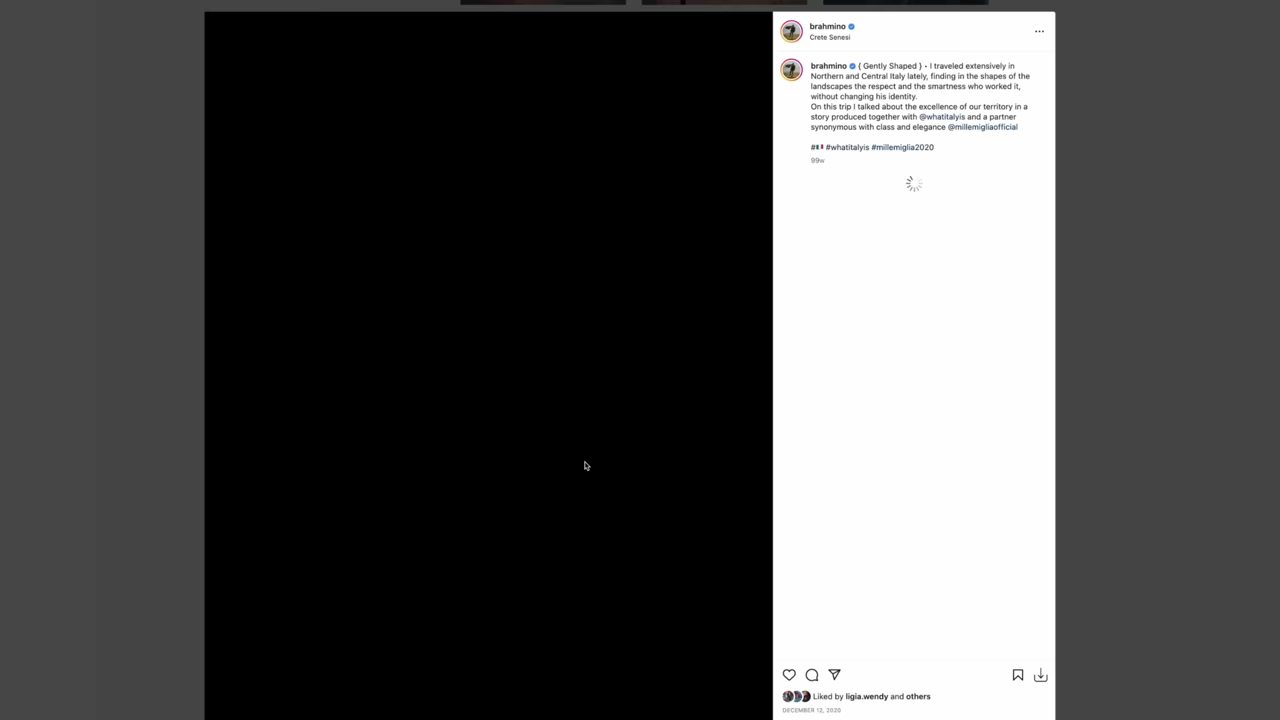 brahmino
Crete Senesi
brahmino { Gently Shaped } • I traveled extensively in
Northern and Central Italy lately, finding in the shapes of the
landscapes the respect and the smartness who worked it,
without changing his identity.
On this trip I talked about the excellence of our territory in a
story produced together with @whatitalyis and a partner
synonymous with class and elegance @millemigliaofficial
#🇮🇹 #whatitalyis #millemiglia2020
99w
Liked by ligia.wendy and others
DECEMBER 12, 2020